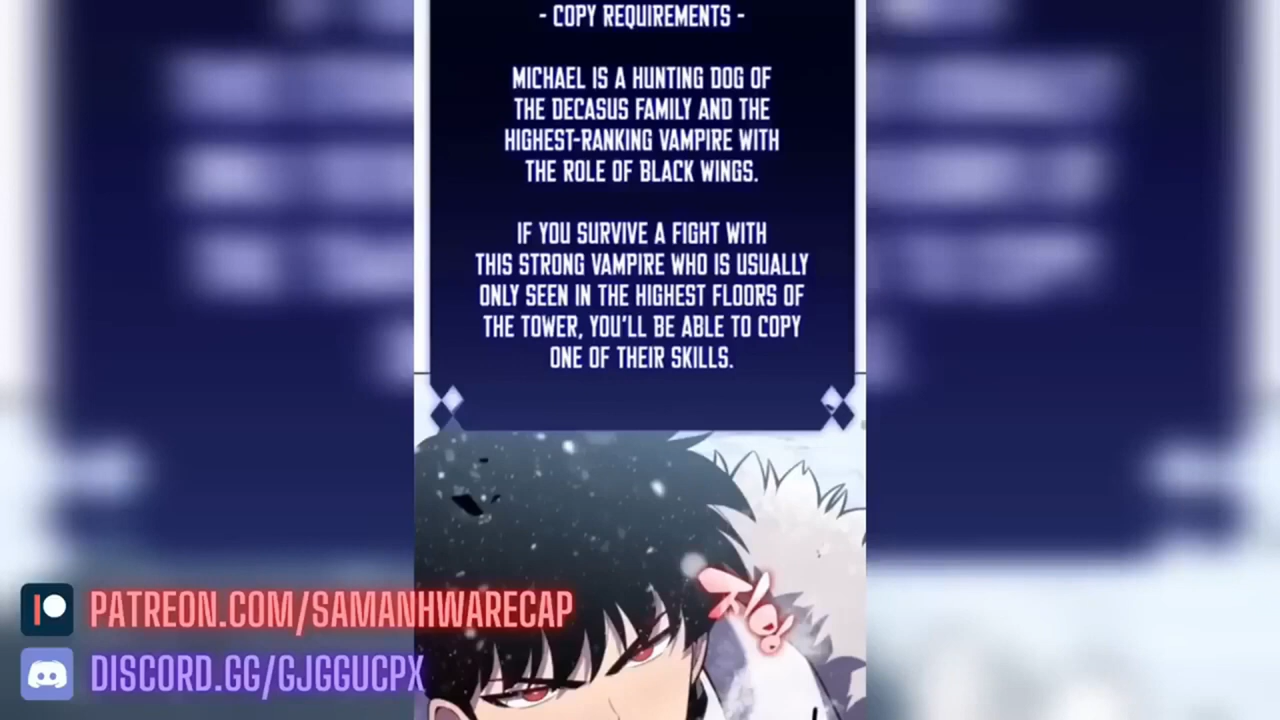 - COPY REQUIREMENTS -
MICHAEL IS A HUNTING DOG OF
THE DECASUS FAMILY AND THE
HIGHEST-RANKING VAMPIRE WITH
THE ROLE OF BLACK WINGS.
IF YOU SURVIVE A FIGHT WITH
THIS STRONG VAMPIRE WHO IS USUALLY
ONLY SEEN IN THE HIGHEST FLOORS OF
THE TOWER, YOU'LL BE ABLE TO COPY
ONE OF THEIR SKILLS.
PATREON.COM/SAMANHWARECAP
DISCORD.GG/GJGGUCPX